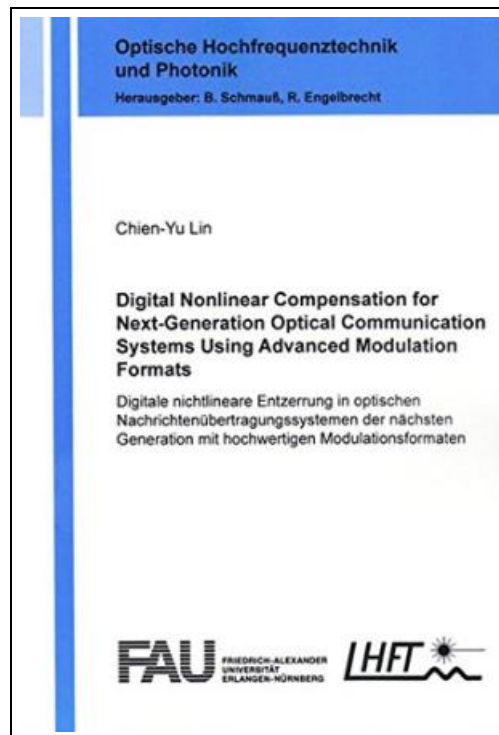 Optische Hochfrequenztechnik
und Photonik
Herausgeber: B. Schmauß, R. Engelbrecht
Chien-Yu Lin
Digital Nonlinear Compensation for
Next-Generation Optical Communication
Systems Using Advanced Modulation
Formats
Digitale nichtlineare Entzerrung in optischen
Nachrichtenübertragungssystemen der nächsten
Generation mit hochwertigen Modulationsformaten
FAU
FRIEDRICH-ALEXANDER
UNIVERSITÄT
ERLANGEN-NÜRNBERG
LHFT